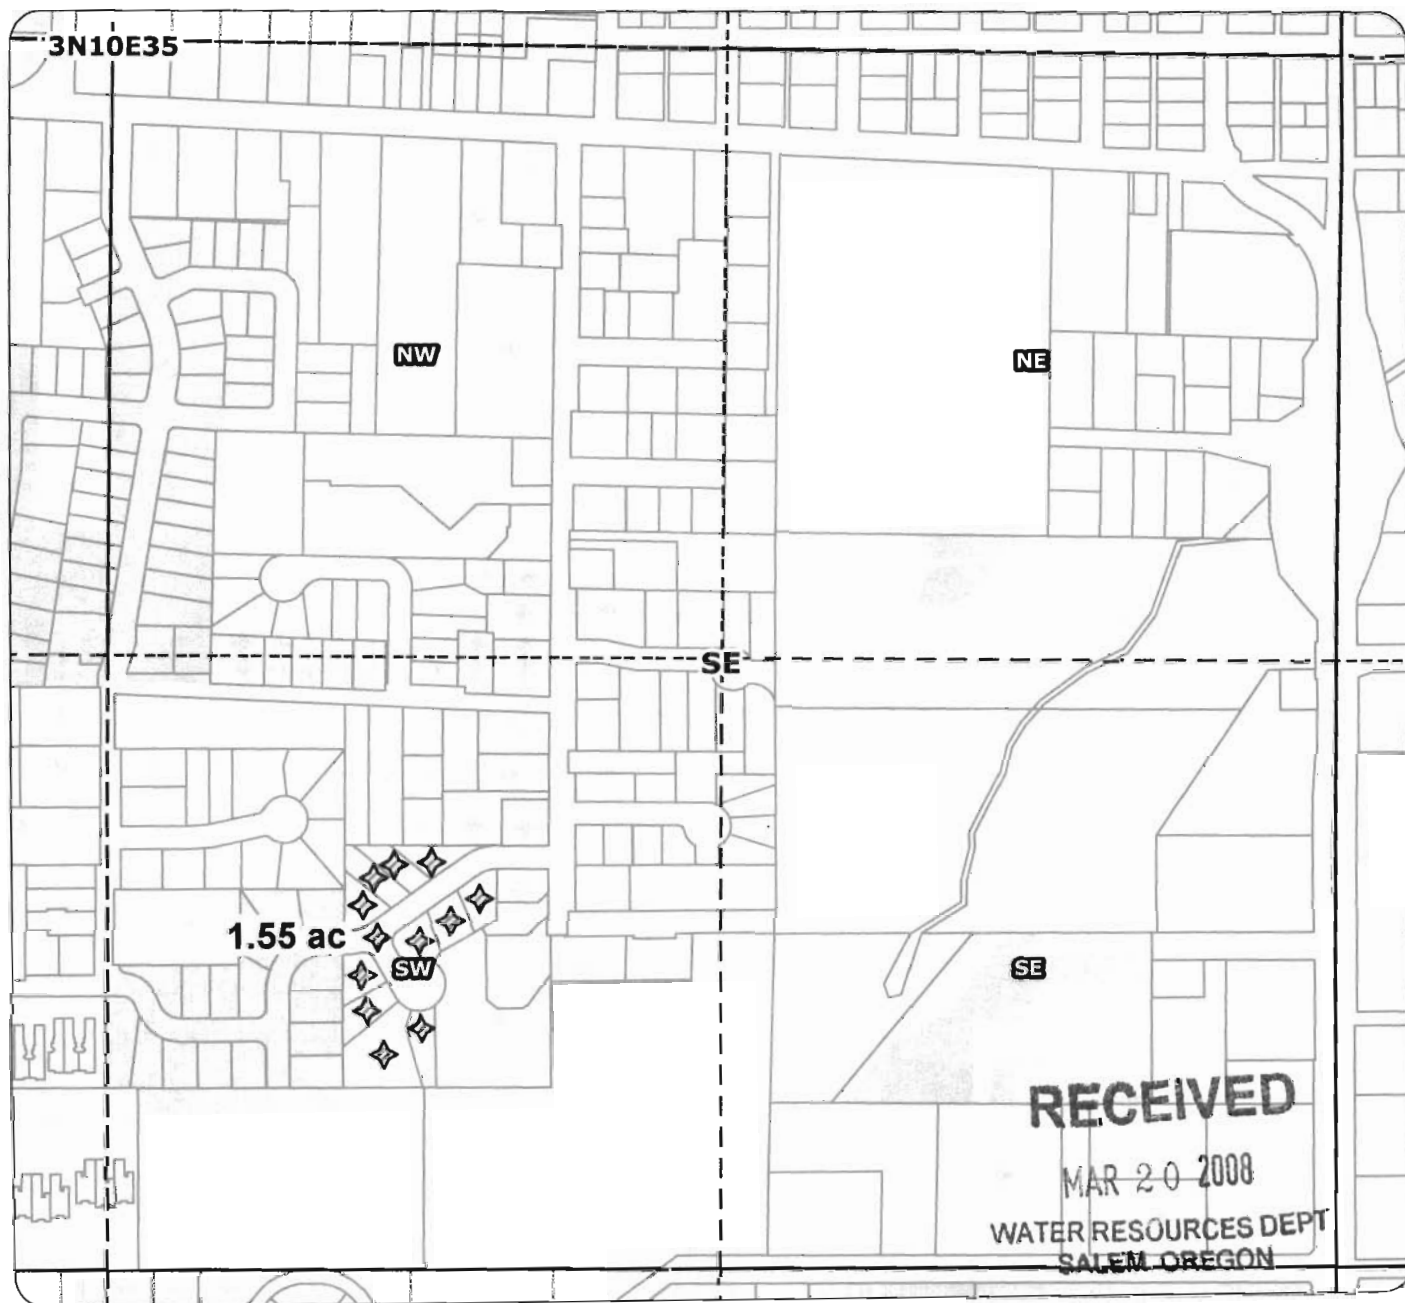 3N10E35
NW
NE
SE
1.55 ac
SW
SE
RECEIVED
MAR 20 2008
WATER RESOURCES DEPT
SALEM OREGON